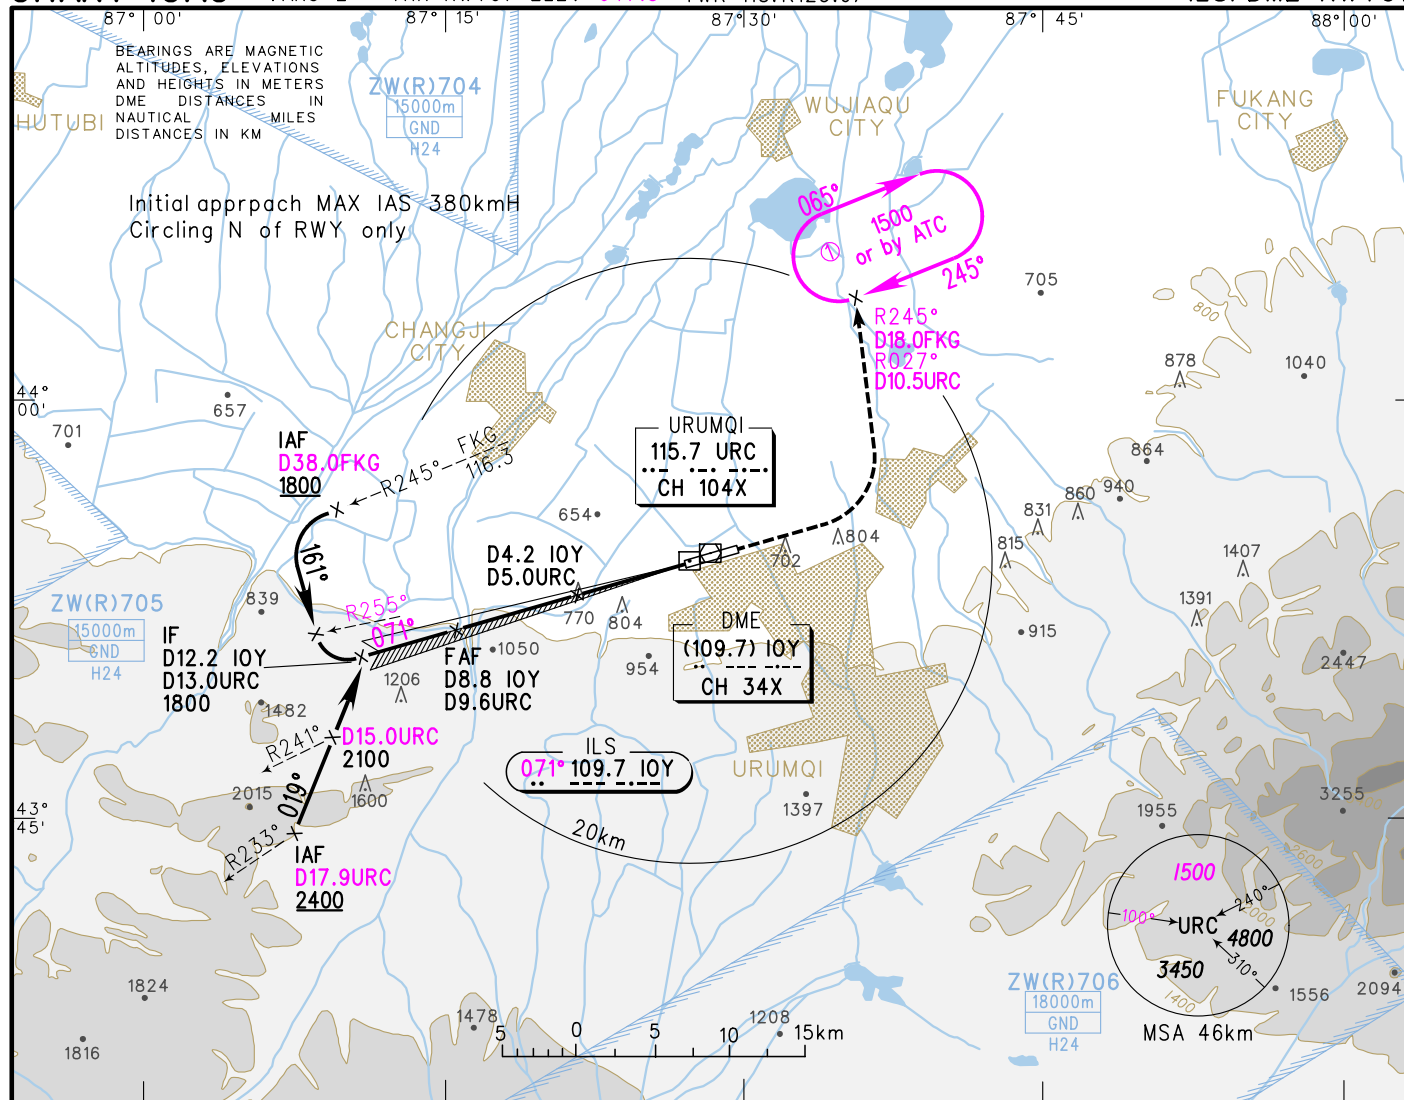 87°00'
87°15'
87°30'
87°45'
88°00'
BEARINGS ARE MAGNETIC
ALTITUDES, ELEVATIONS
AND HEIGHTS IN METERS
DME DISTANCES IN
NAUTICAL MILES
DISTANCES IN KM
ZW(R)704
15000m
GND
H24
HUTUBI
WUJIAQU
CITY
FUKANG
CITY
Initial apprpach MAX IAS 380kmH
Circling N of RWY only
065°
1500
or by ATC
①
245°
R245°
D18.0FKG
R027°
D10.5URC
705
800
878
1040
CHANGJI
CITY
44°
00'
657
701
IAF
D38.0FKG
1800
R245°
FKG
116.3
URUMQI
115.7 URC
CH 104X
864
940
860
831
815
804
702
654
1407
1391
161°
D4.2 IOY
D5.0URC
770
804
839
ZW(R)705
15000m
GND
H24
R255°
071°
IF
D12.2 IOY
D13.0URC
1800
FAF
D8.8 IOY
D9.6URC
1050
954
DME
(109.7) IOY
CH 34X
915
2447
1206
1482
R241°
D15.0URC
2100
ILS
071° 109.7 IOY
URUMQI
2015
019°
1600
1397
43°
45'
20km
R233°
IAF
D17.9URC
2400
1955
3255
2600
1500
100°
URC
240°
2000
4800
310°
3450
1400
MSA 46km
ZW(R)706
18000m
GND
H24
1556
2094
1824
1816
1478
1208
5 0 5 10 15km